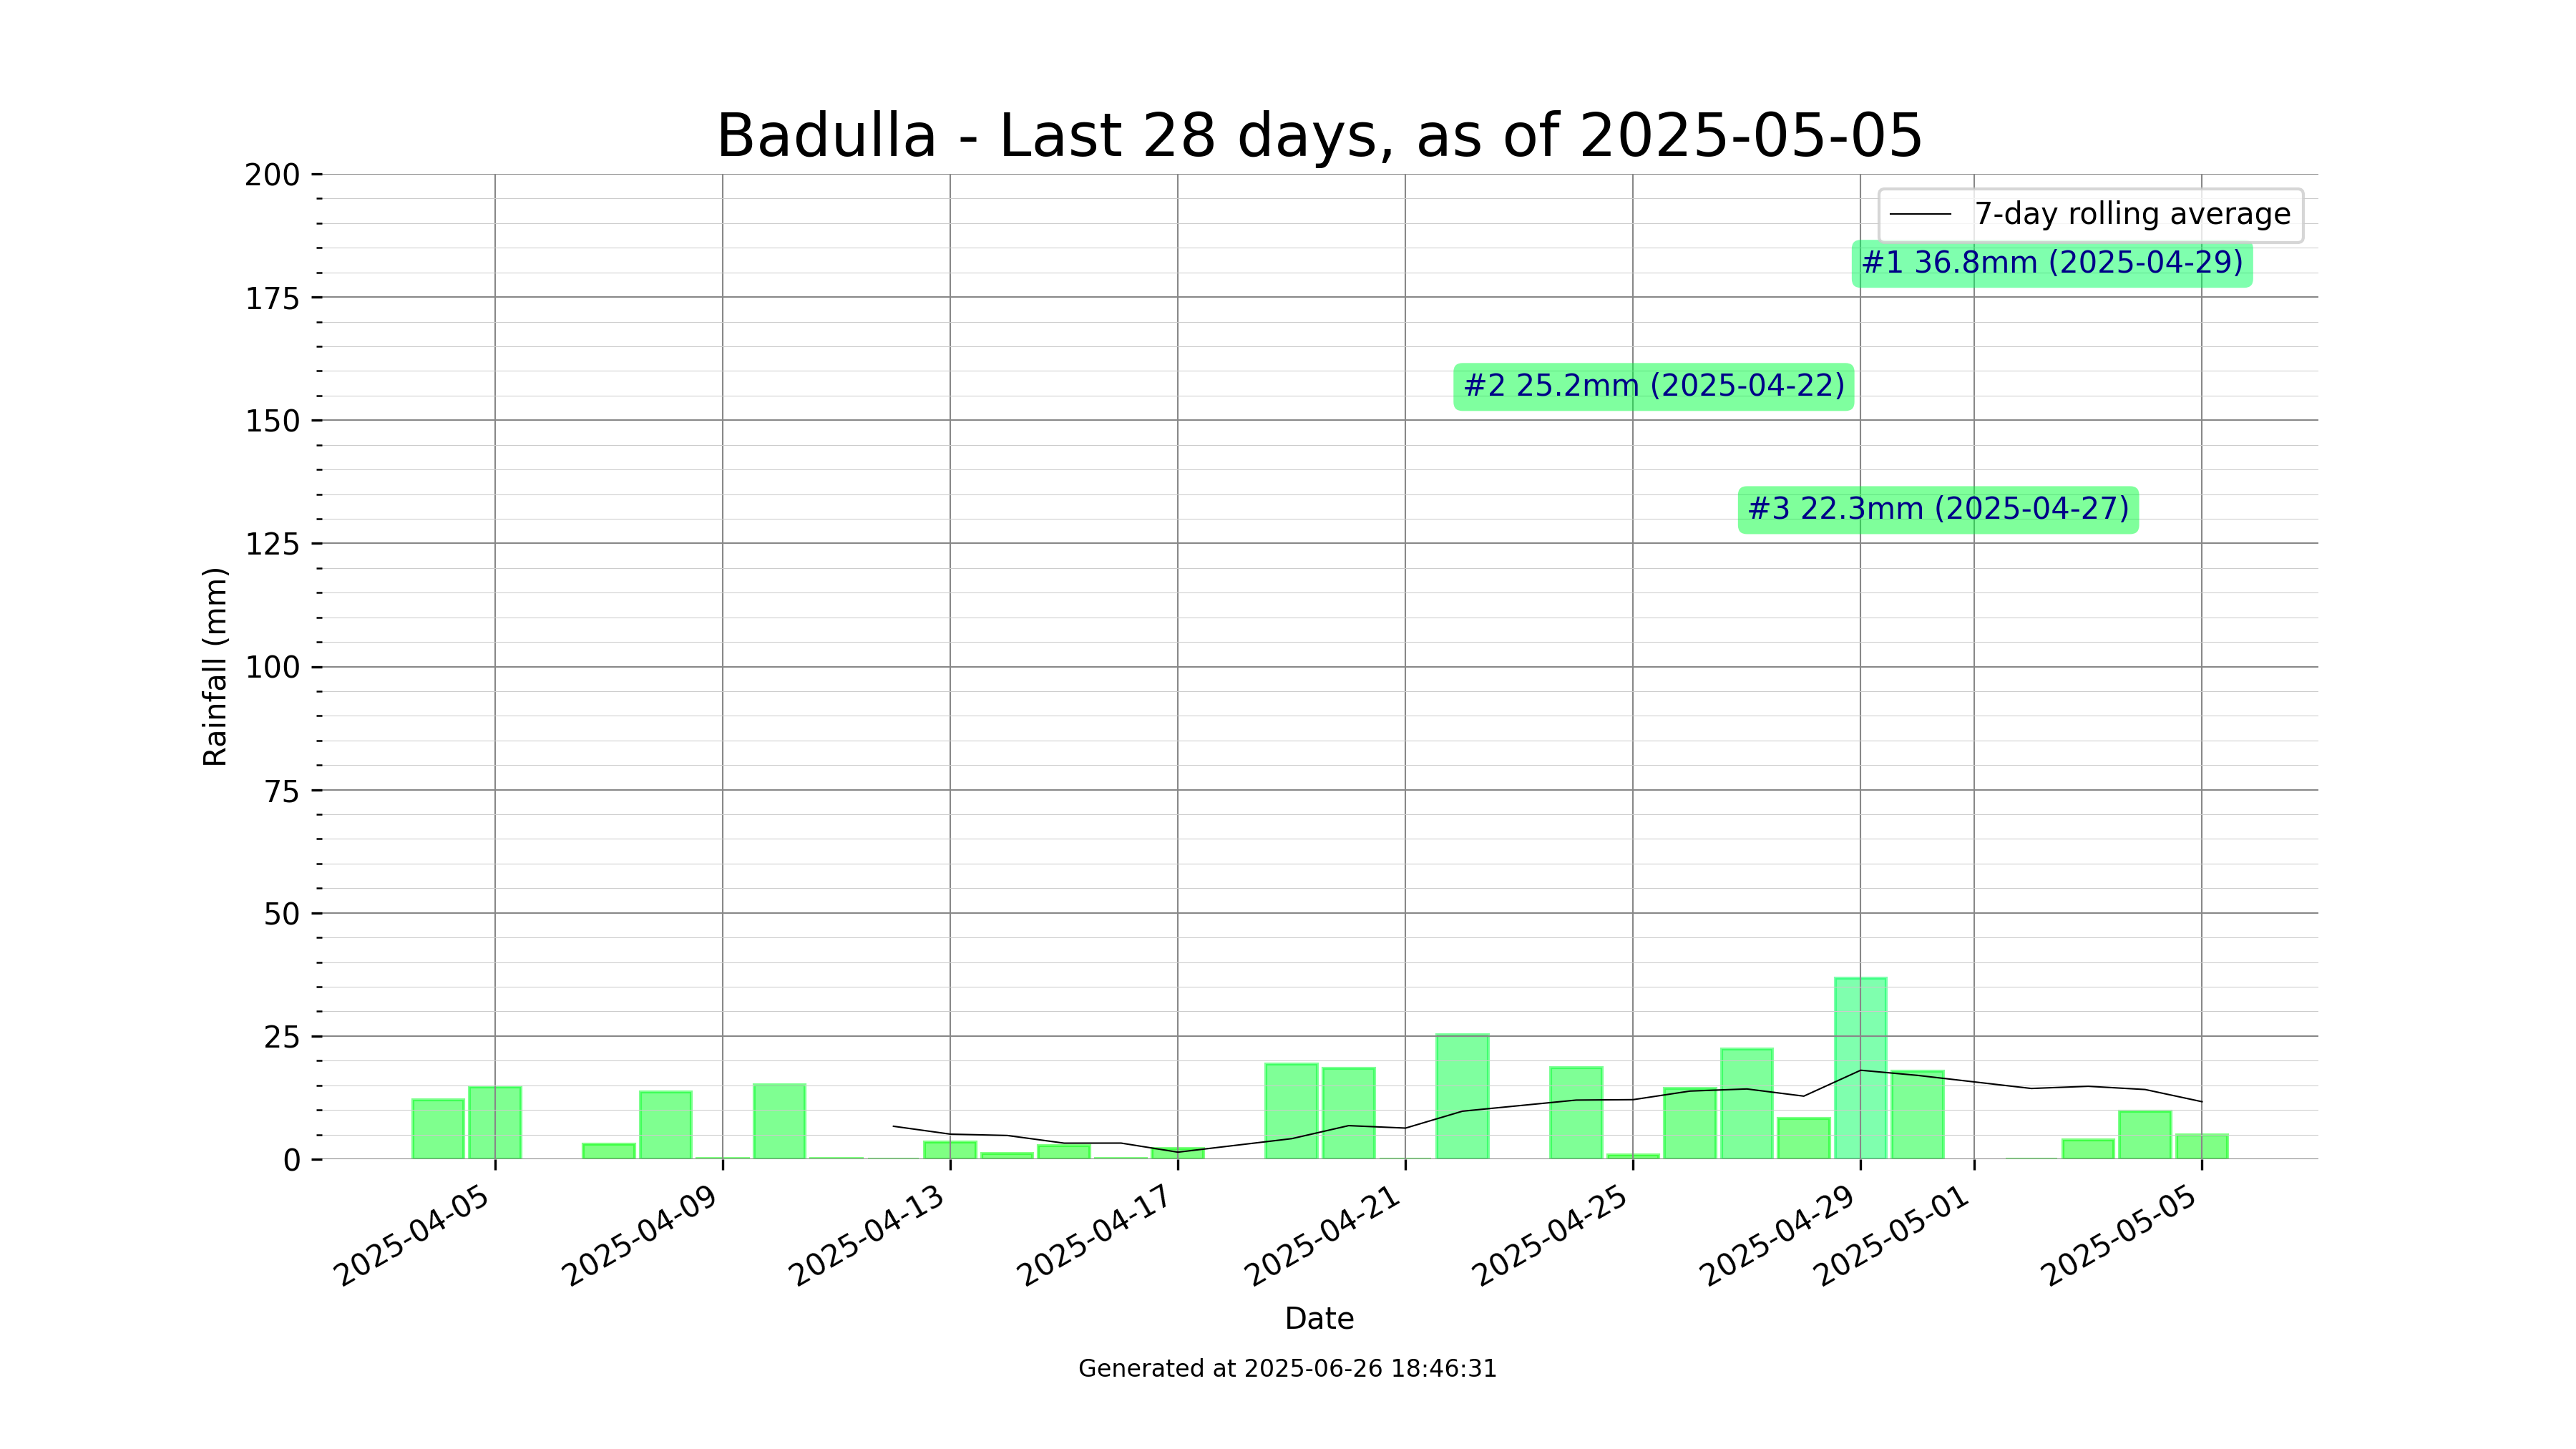 Badulla - Last 28 days, as of 2025-05-05
200
175
150
125
100
75
50
25
0
Rainfall (mm)
7-day rolling average
#1 36.8mm (2025-04-29)
#2 25.2mm (2025-04-22)
#3 22.3mm (2025-04-27)
2025-04-05
2025-04-09
2025-04-13
2025-04-17
2025-04-21
2025-04-25
2025-04-29
2025-05-01
2025-05-05
Date
Generated at 2025-06-26 18:46:31